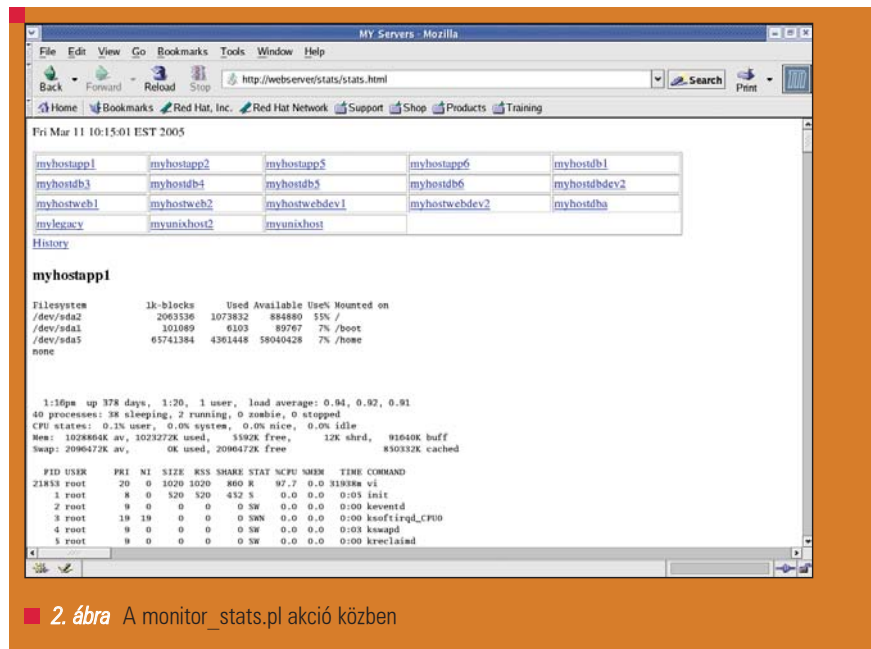 MY Servers - Mozilla
File Edit View Go Bookmarks Tools Window Help
Back Forward Reload Stop http://webserver/stats/stats.html Search Print
Home Bookmarks Red Hat, Inc. Red Hat Network Support Shop Products Training
Fri Mar 11 10:15:01 EST 2005
myhostapp1 myhostapp2 myhostapp5 myhostapp6 myhostdb1
myhostdb3 myhostdb4 myhostdb5 myhostdb6 myhostdbdev2
myhostweb1 myhostweb2 myhostwebdev1 myhostwebdev2 myhostdba
mylegacy myunixhost2 myunixhost
History
myhostapp1
Filesystem 1k-blocks Used Available Use% Mounted on
/dev/sda2 2063536 1073832 884880 55% /
/dev/sda1 101089 6103 89767 7% /boot
/dev/sda5 65741384 4361448 58040428 7% /home
none
1:16pm up 378 days, 1:20, 1 user, load average: 0.94, 0.92, 0.91
40 processes: 38 sleeping, 2 running, 0 zombie, 0 stopped
CPU states: 0.1% user, 0.0% system, 0.0% nice, 0.0% idle
Mem: 1028864K av, 1023272K used, 5592K free, 12K shrd, 91640K buff
Swap: 2096472K av, 0K used, 2096472K free 850332K cached
PID USER PRI NI SIZE RSS SHARE STAT %CPU %MEM TIME COMMAND
21853 root 20 0 1020 1020 860 R 97.7 0.0 31938m vi
1 root 8 0 520 520 452 S 0.0 0.0 0:05 init
2 root 9 0 0 0 0 SW 0.0 0.0 0:00 keventd
3 root 19 19 0 0 0 SWN 0.0 0.0 0:00 ksoftirqd_CPU0
4 root 9 0 0 0 0 SW 0.0 0.0 0:03 kswapd
5 root 9 0 0 0 0 SW 0.0 0.0 0:00 kreclaimd
2. ábra A monitor_stats.pl akció közben